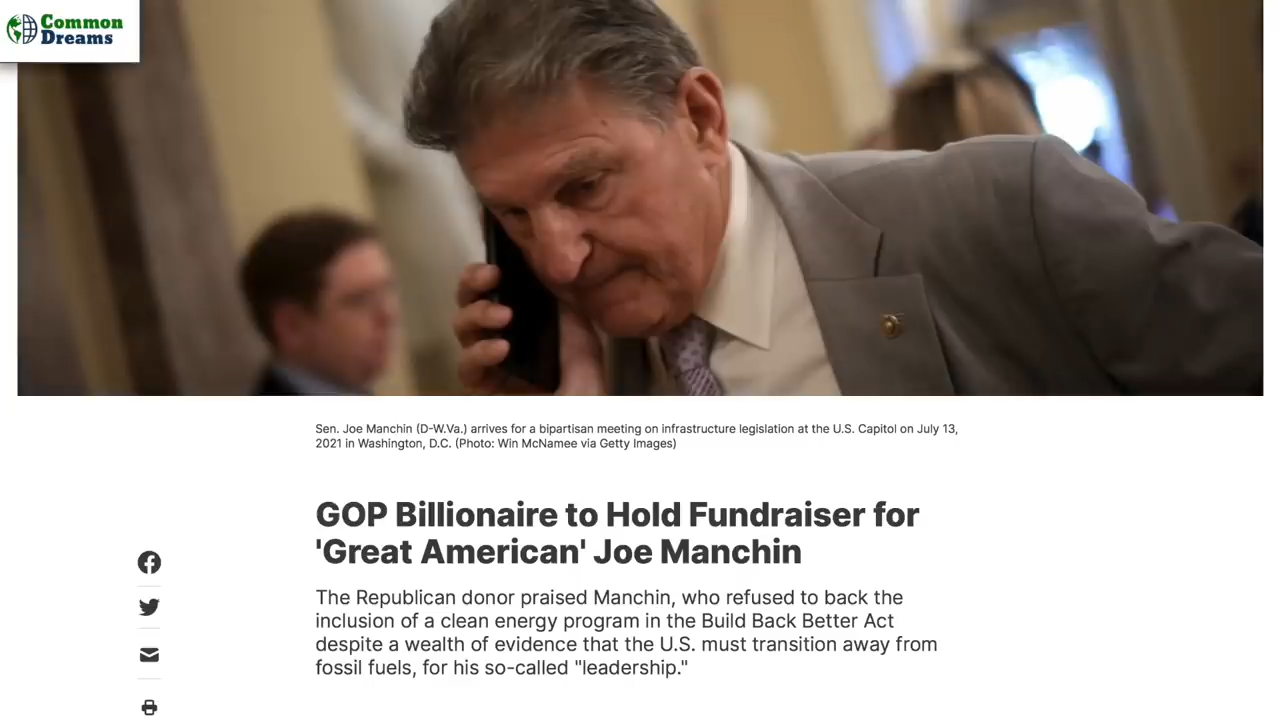 Common
Dreams
Sen. Joe Manchin (D-W.Va.) arrives for a bipartisan meeting on infrastructure legislation at the U.S. Capitol on July 13,
2021 in Washington, D.C. (Photo: Win McNamee via Getty Images)
GOP Billionaire to Hold Fundraiser for
'Great American' Joe Manchin
The Republican donor praised Manchin, who refused to back the
inclusion of a clean energy program in the Build Back Better Act
despite a wealth of evidence that the U.S. must transition away from
fossil fuels, for his so-called "leadership."